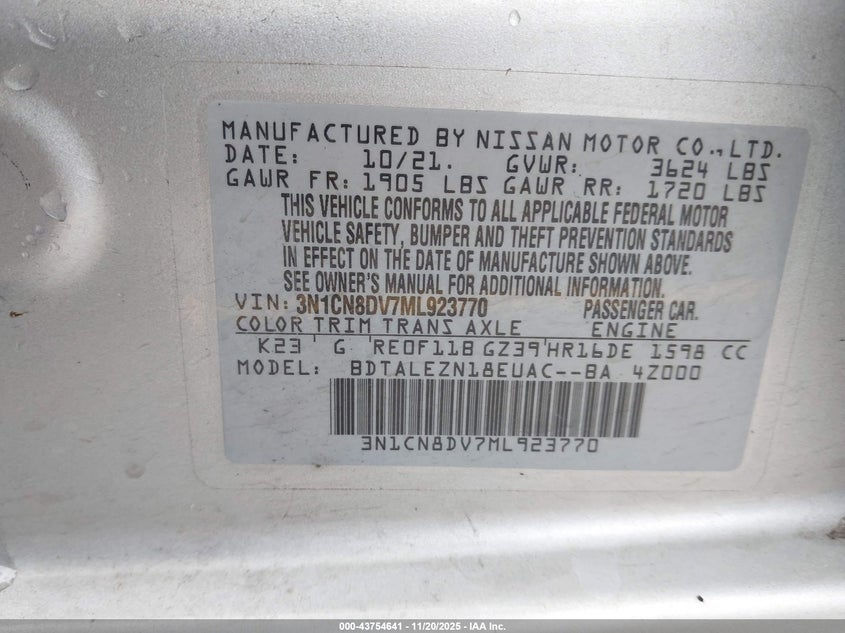 MANUFACTURED BY NISSAN MOTOR CO.,LTD.
DATE: 10/21. GVWR: 3624 LBS
GAWR FR: 1905 LBS GAWR RR: 1720 LBS
THIS VEHICLE CONFORMS TO ALL APPLICABLE FEDERAL MOTOR
VEHICLE SAFETY, BUMPER AND THEFT PREVENTION STANDARDS
IN EFFECT ON THE DATE OF MANUFACTURE SHOWN ABOVE.
SEE OWNER'S MANUAL FOR ADDITIONAL INFORMATION.
VIN: 3N1CN8DV7ML923770 PASSENGER CAR.
COLOR TRIM TRANS AXLE ENGINE
K23 G RE0F11B GZ39 HR16DE 1598 CC
MODEL: BDTALEZN18EUAC--BA 4Z000
3N1CN8DV7ML923770
000-43754641 | 11/20/2025 - IAA Inc.